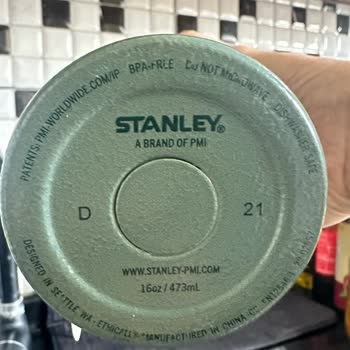 PATENTS: PMI-WORLDWIDE.COM/IP BPA-FREE DO NOT MICROWAVE DISHWASHER SAFE
STANLEY®
A BRAND OF PMI
D 21
WWW.STANLEY-PMI.COM
16oz / 473mL
DESIGNED IN SEATTLE WA - ETHICALLY MANUFACTURED IN CHINA